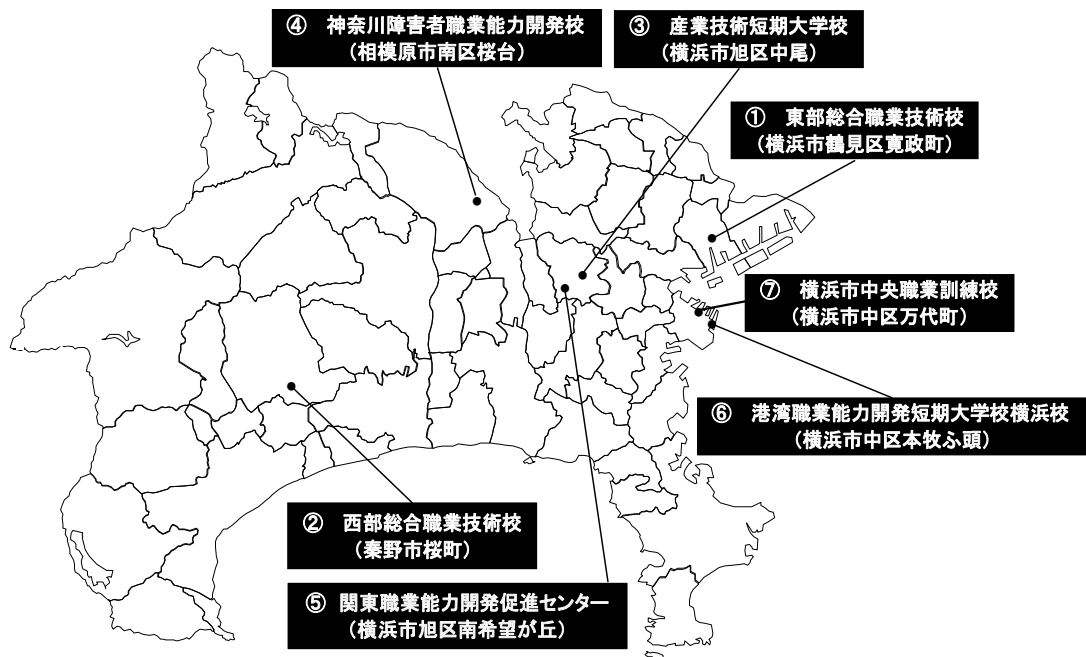 ④ 神奈川障害者職業能力開発校
（相模原市南区桜台）
③ 産業技術短期大学校
（横浜市旭区中尾）
① 東部総合職業技術校
（横浜市鶴見区寛政町）
⑦ 横浜市中央職業訓練校
（横浜市中区万代町）
⑥ 港湾職業能力開発短期大学校横浜校
（横浜市中区本牧ふ頭）
② 西部総合職業技術校
（秦野市桜町）
⑤ 関東職業能力開発促進センター
（横浜市旭区南希望が丘）